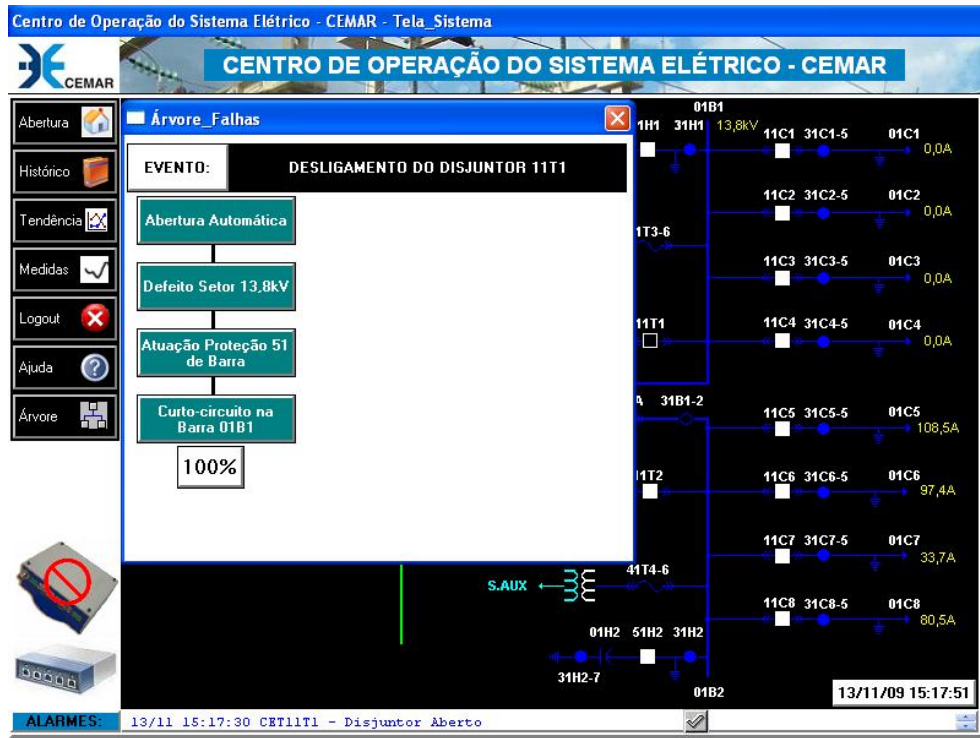 Centro de Operação do Sistema Elétrico - CEMAR - Tela_Sistema
CEMAR
CENTRO DE OPERAÇÃO DO SISTEMA ELÉTRICO - CEMAR
Abertura
Histórico
Tendência
Medidas
Logout
Ajuda
Árvore
Árvore_Falhas
EVENTO: DESLIGAMENTO DO DISJUNTOR 11T1
Abertura Automática
Defeito Setor 13,8kV
Atuação Proteção 51
de Barra
Curto-circuito na
Barra 01B1
100%
01B1
1H1 31H1 13,8kV
11C1 31C1-5 01C1
0,0A
11C2 31C2-5 01C2
0,0A
1T3-6
11C3 31C3-5 01C3
0,0A
11T1
11C4 31C4-5 01C4
0,0A
A 31B1-2
11C5 31C5-5 01C5
108,5A
1T2
11C6 31C6-5 01C6
97,4A
11C7 31C7-5 01C7
33,7A
S.AUX
41T4-6
11C8 31C8-5 01C8
80,5A
01H2 51H2 31H2
31H2-7
01B2
13/11/09 15:17:51
ALARMES: 13/11 15:17:30 CET11T1 - Disjuntor Aberto